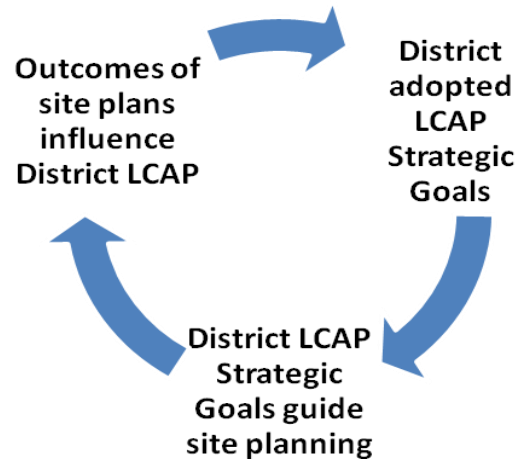 Outcomes of
site plans
influence
District LCAP
District
adopted
LCAP
Strategic
Goals
District LCAP
Strategic
Goals guide
site planning